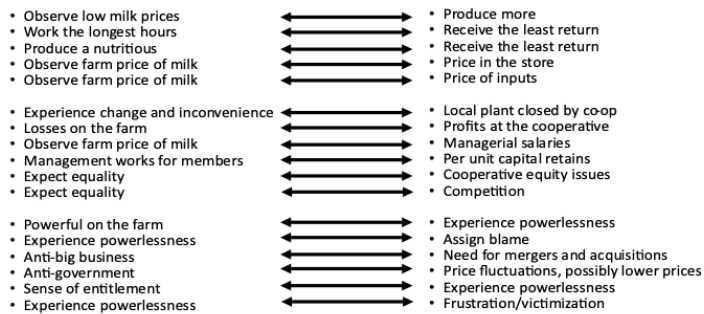 • Observe low milk prices • Produce more
• Work the longest hours • Receive the least return
• Produce a nutritious • Receive the least return
• Observe farm price of milk • Price in the store
• Observe farm price of milk • Price of inputs
• Experience change and inconvenience • Local plant closed by co-op
• Losses on the farm • Profits at the cooperative
• Observe farm price of milk • Managerial salaries
• Management works for members • Per unit capital retains
• Expect equality • Cooperative equity issues
• Expect equality • Competition
• Powerful on the farm • Experience powerlessness
• Experience powerlessness • Assign blame
• Anti-big business • Need for mergers and acquisitions
• Anti-government • Price fluctuations, possibly lower prices
• Sense of entitlement • Experience powerlessness
• Experience powerlessness • Frustration/victimization